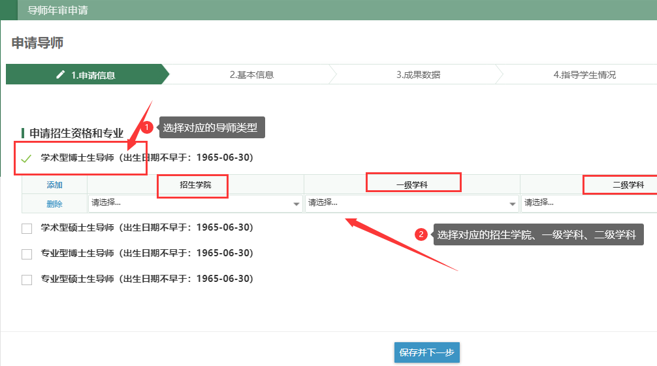 导师年审申请
申请导师
1.申请信息
2.基本信息
3.成果数据
4.指导学生情况
1 选择对应的导师类型
申请招生资格和专业
学术型博士生导师（出生日期不早于：1965-06-30）
添加 招生学院 一级学科 二级学科
删除 请选择... 请选择... 请选择...
学术型硕士生导师（出生日期不早于：1965-06-30）
2 选择对应的招生学院、一级学科、二级学科
专业型博士生导师（出生日期不早于：1965-06-30）
专业型硕士生导师（出生日期不早于：1965-06-30）
保存并下一步